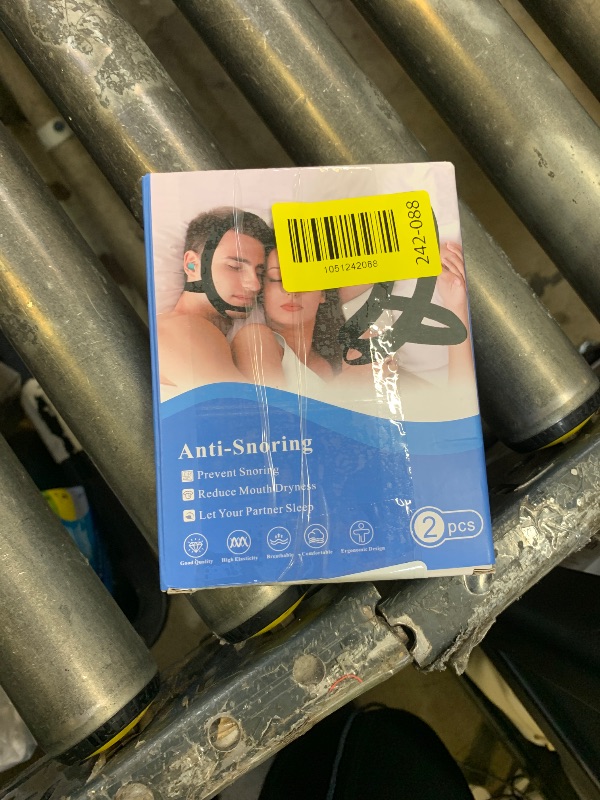 1051242088
242-088
Anti-Snoring
Prevent Snoring
Reduce Mouth Dryness
Let Your Partner Sleep
2 pcs
Good Quality
High Elasticity
Breathable
Comfortable
Ergonomic Design